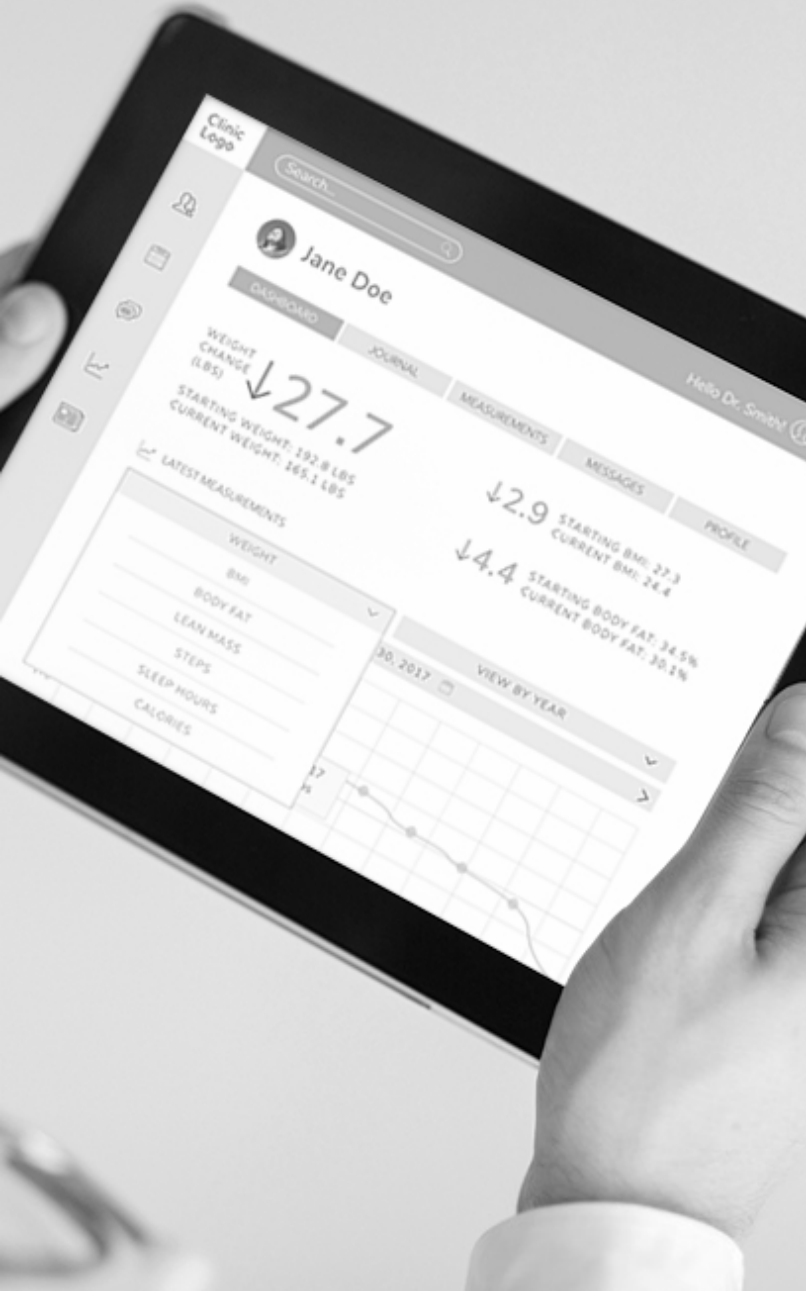 Clinic
Logo
Search...
Hello Dr. Smith!
Jane Doe
DASHBOARD
JOURNAL
MEASUREMENTS
MESSAGES
PROFILE
WEIGHT
CHANGE
(LBS)
↓27.7
STARTING WEIGHT: 192.8 LBS
CURRENT WEIGHT: 165.1 LBS
↓2.9
STARTING BMI: 27.3
CURRENT BMI: 24.4
↓4.4
STARTING BODY FAT: 34.5%
CURRENT BODY FAT: 30.1%
LATEST MEASUREMENTS
WEIGHT
BMI
BODY FAT
LEAN MASS
STEPS
SLEEP HOURS
CALORIES
VIEW BY YEAR
30, 2017
17